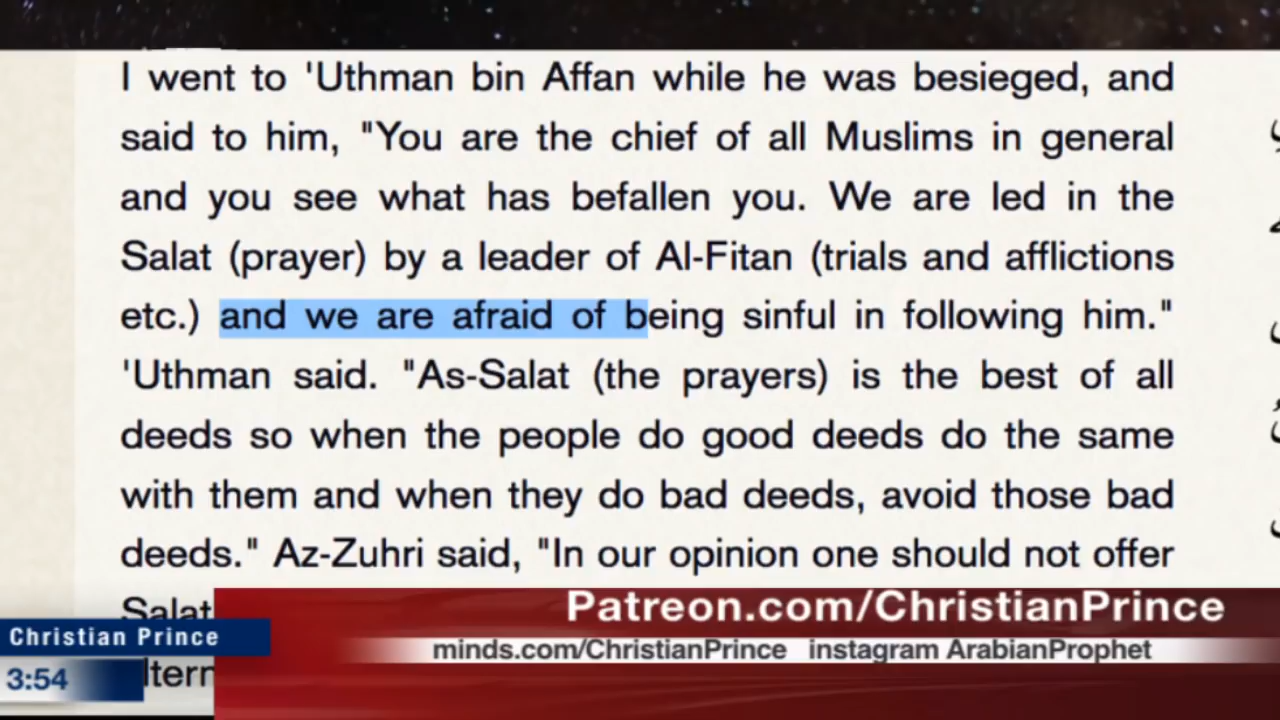 I went to 'Uthman bin Affan while he was besieged, and
said to him, "You are the chief of all Muslims in general
and you see what has befallen you. We are led in the
Salat (prayer) by a leader of Al-Fitan (trials and afflictions
etc.) and we are afraid of being sinful in following him."
'Uthman said. "As-Salat (the prayers) is the best of all
deeds so when the people do good deeds do the same
with them and when they do bad deeds, avoid those bad
deeds." Az-Zuhri said, "In our opinion one should not offer
Salat
Patreon.com/ChristianPrince
Christian Prince
minds.com/ChristianPrince instagram ArabianProphet
3:54